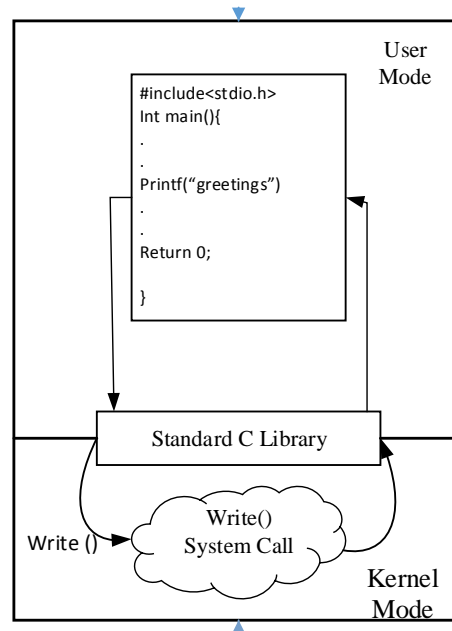 User
Mode
#include<stdio.h>
Int main(){
.
.
Printf(“greetings”)
.
.
Return 0;
}
Standard C Library
Write ()
Write()
System Call
Kernel
Mode